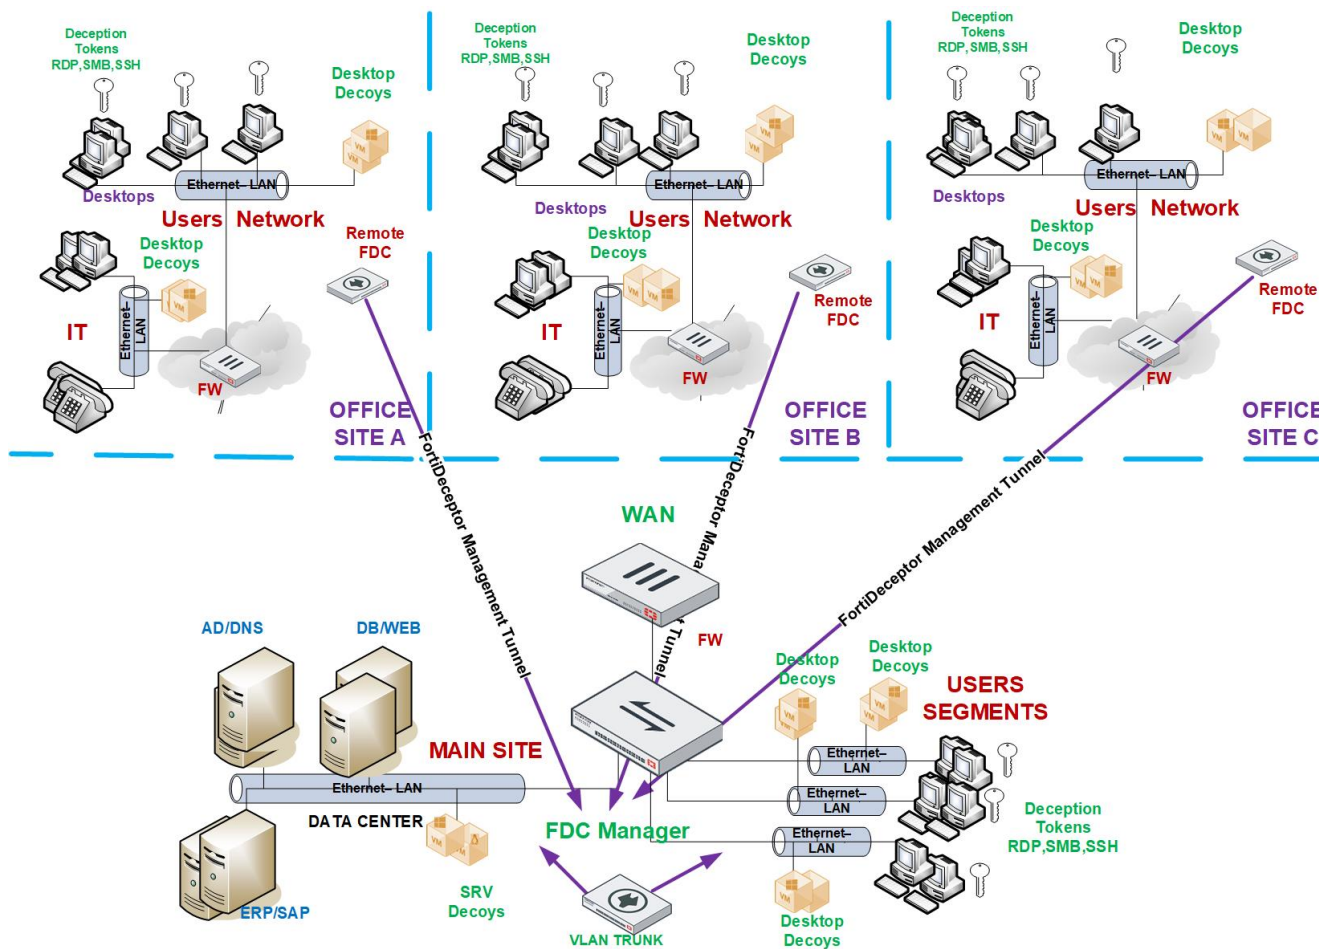 Deception
Tokens
RDP,SMB,SSH
Desktop
Decoys
Ethernet– LAN
Desktops
Users Network
Desktop
Decoys
Remote
FDC
IT
Ethernet–
LAN
FW
OFFICE
SITE A
Deception
Tokens
RDP,SMB,SSH
Desktop
Decoys
Ethernet– LAN
Desktops
Users Network
Desktop
Decoys
Remote
FDC
IT
Ethernet–
LAN
FW
OFFICE
SITE B
Deception
Tokens
RDP,SMB,SSH
Desktop
Decoys
Ethernet– LAN
Desktops
Users Network
Desktop
Decoys
Remote
FDC
IT
Ethernet–
LAN
FW
OFFICE
SITE C
FortiDeceptor Management Tunnel
FortiDeceptor Mana
t Tunnel
FortiDeceptor Management Tunnel
WAN
FW
AD/DNS
DB/WEB
MAIN SITE
Ethernet– LAN
DATA CENTER
ERP/SAP
SRV
Decoys
FDC Manager
VLAN TRUNK
Desktop
Decoys
Desktop
Decoys
USERS
SEGMENTS
Ethernet–
LAN
Ethernet–
LAN
Ethernet–
LAN
Deception
Tokens
RDP,SMB,SSH
Desktop
Decoys